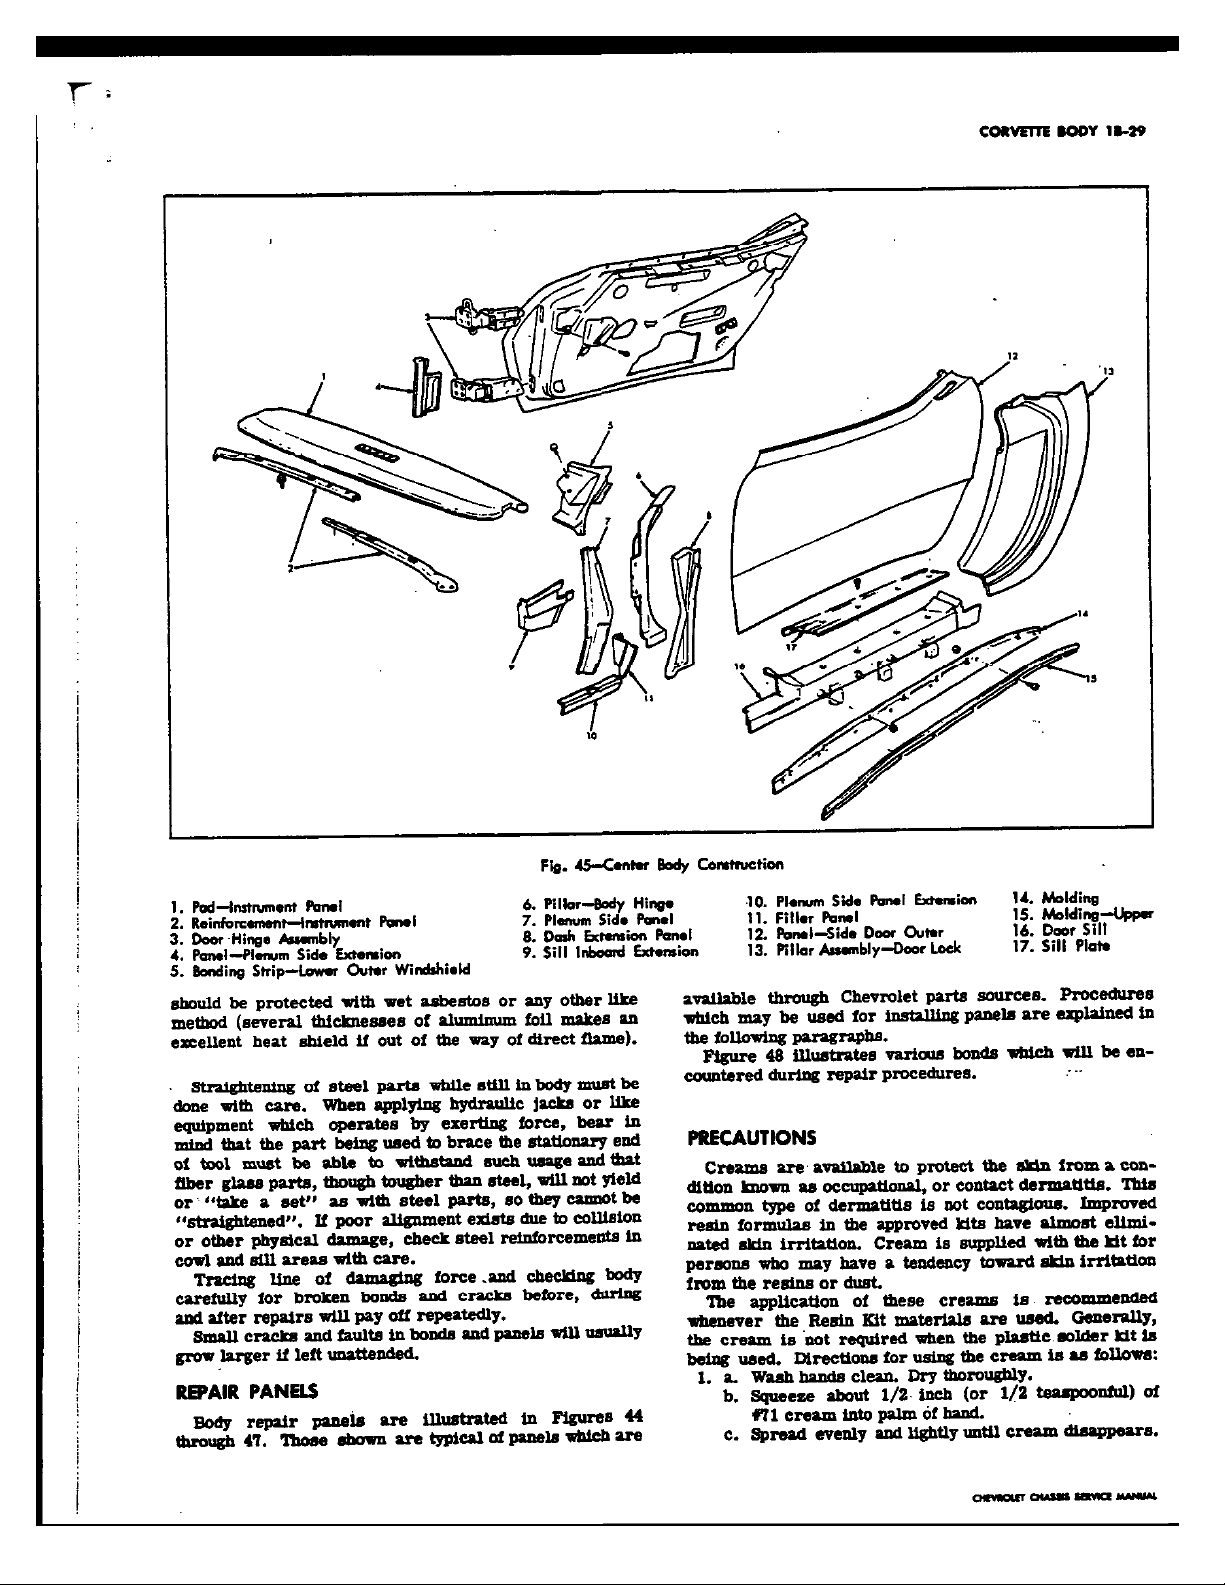 CORVETTE BODY 1B-29
1
2
3
4
5
6
7
8
9
10
11
12
13
14
15
16
17
Fig. 45—Center Body Construction
1. Pad—Instrument Panel
2. Reinforcement—Instrument Panel
3. Door Hinge Assembly
4. Panel—Plenum Side Extension
5. Bonding Strip—Lower Outer Windshield
6. Pillar—Body Hinge
7. Plenum Side Panel
8. Dash Extension Panel
9. Sill Inboard Extension
10. Plenum Side Panel Extension
11. Filler Panel
12. Panel—Side Door Outer
13. Pillar Assembly—Door Lock
14. Molding
15. Molding—Upper
16. Door Sill
17. Sill Plate
should be protected with wet asbestos or any other like
method (several thicknesses of aluminum foil makes an
excellent heat shield if out of the way of direct flame).
Straightening of steel parts while still in body must be
done with care. When applying hydraulic jacks or like
equipment which operates by exerting force, bear in
mind that the part being used to brace the stationary end
of tool must be able to withstand such usage and that
fiber glass parts, though tougher than steel, will not yield
or "take a set" as with steel parts, so they cannot be
"straightened". If poor alignment exists due to collision
or other physical damage, check steel reinforcements in
cowl and sill areas with care.
Tracing line of damaging force and checking body
carefully for broken bonds and cracks before, during
and after repairs will pay off repeatedly.
Small cracks and faults in bonds and panels will usually
grow larger if left unattended.
REPAIR PANELS
Body repair panels are illustrated in Figures 44
through 47. Those shown are typical of panels which are
available through Chevrolet parts sources. Procedures
which may be used for installing panels are explained in
the following paragraphs.
Figure 48 illustrates various bonds which will be en-
countered during repair procedures.
PRECAUTIONS
Creams are available to protect the skin from a con-
dition known as occupational, or contact dermatitis. This
common type of dermatitis is not contagious. Improved
resin formulas in the approved kits have almost elimi-
nated skin irritation. Cream is supplied with the kit for
persons who may have a tendency toward skin irritation
from the resins or dust.
The application of these creams is recommended
whenever the Resin Kit materials are used. Generally,
the cream is not required when the plastic solder kit is
being used. Directions for using the cream is as follows:
1. a. Wash hands clean. Dry thoroughly.
b. Squeeze about 1/2 inch (or 1/2 teaspoonful) of
#71 cream into palm of hand.
c. Spread evenly and lightly until cream disappears.
CHEVROLET CHASSIS SERVICE MANUAL